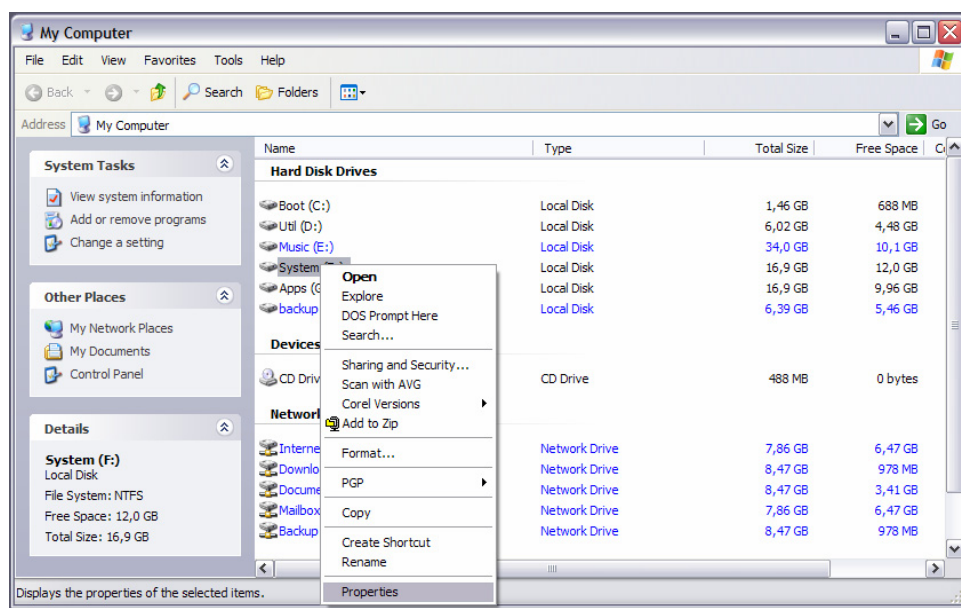 My Computer
File Edit View Favorites Tools Help
Back Search Folders
Address My Computer Go
System Tasks
View system information
Add or remove programs
Change a setting
Other Places
My Network Places
My Documents
Control Panel
Details
System (F:)
Local Disk
File System: NTFS
Free Space: 12,0 GB
Total Size: 16,9 GB
Name Type Total Size Free Space
Hard Disk Drives
Boot (C:) Local Disk 1,46 GB 688 MB
Util (D:) Local Disk 6,02 GB 4,48 GB
Music (E:) Local Disk 34,0 GB 10,1 GB
System Local Disk 16,9 GB 12,0 GB
Apps (G Local Disk 16,9 GB 9,96 GB
backup Local Disk 6,39 GB 5,46 GB
Devices
CD Driv CD Drive 488 MB 0 bytes
Network
Interne Network Drive 7,86 GB 6,47 GB
Downlo Network Drive 8,47 GB 978 MB
Docume Network Drive 8,47 GB 3,41 GB
Mailbox Network Drive 7,86 GB 6,47 GB
Backup Network Drive 8,47 GB 978 MB
Open
Explore
DOS Prompt Here
Search...
Sharing and Security...
Scan with AVG
Corel Versions
Add to Zip
Format...
PGP
Copy
Create Shortcut
Rename
Properties
Displays the properties of the selected items.